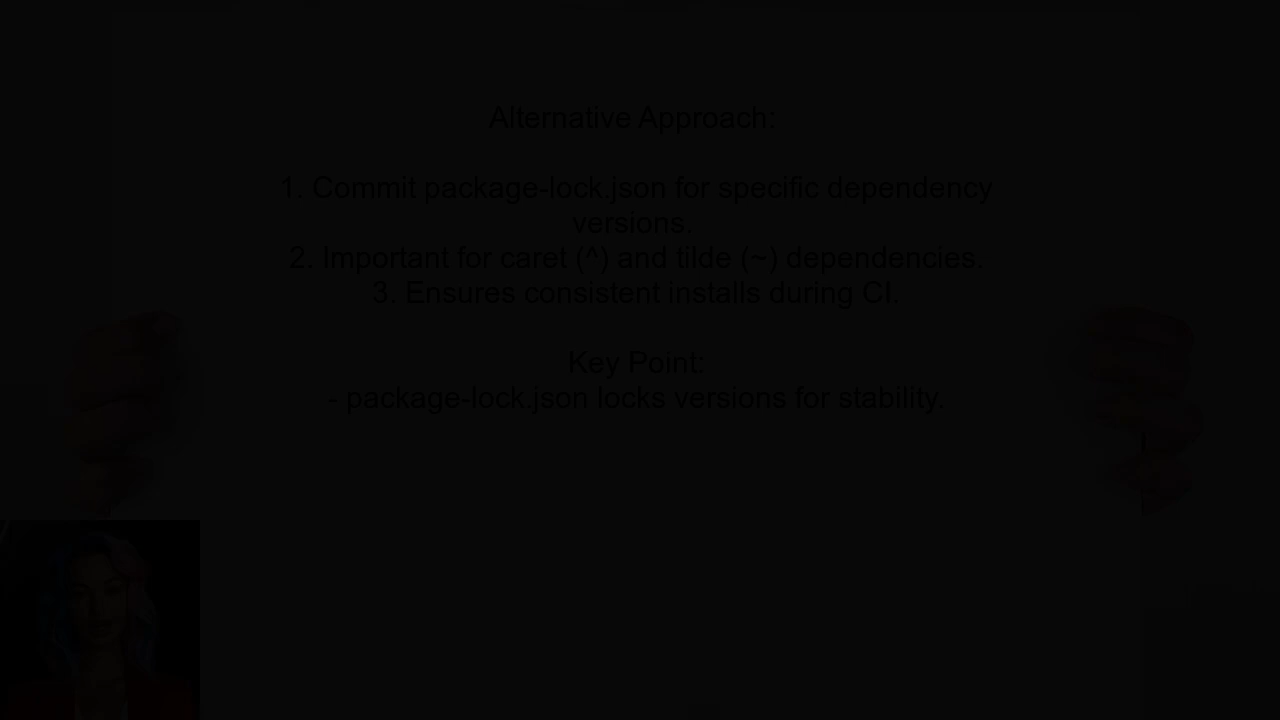 Alternative Approach:
1. Commit package-lock.json for specific dependency
versions.
2. Important for caret (^) and tilde (~) dependencies.
3. Ensures consistent installs during CI.
Key Point:
- package-lock.json locks versions for stability.